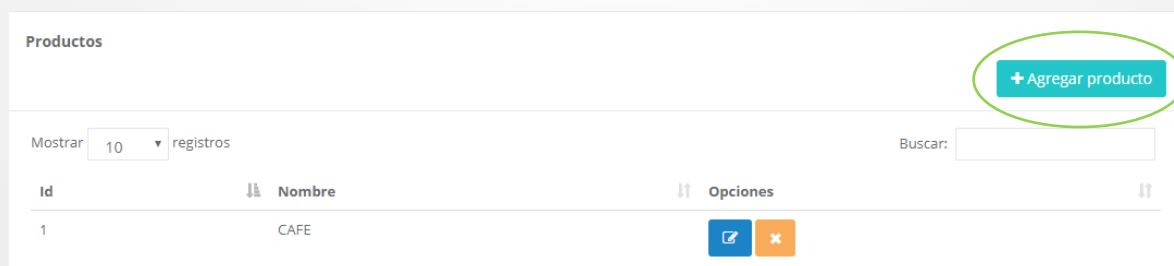 Productos
Agregar producto
Mostrar 10 registros Buscar:
Id Nombre Opciones
1 CAFE